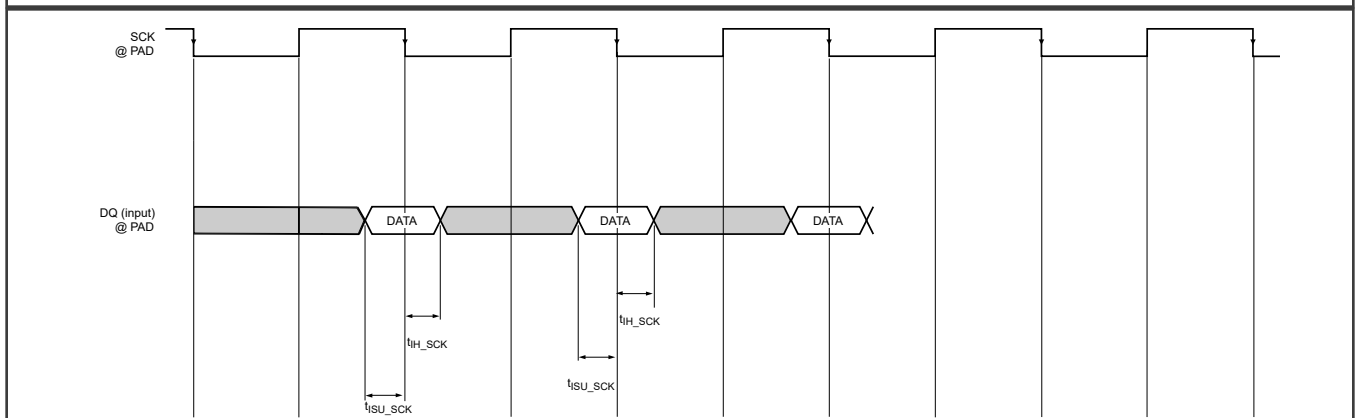 SCK
@ PAD
DQ (input)
@ PAD
DATA
DATA
DATA
tIH_SCK
tIH_SCK
tISU_SCK
tISU_SCK